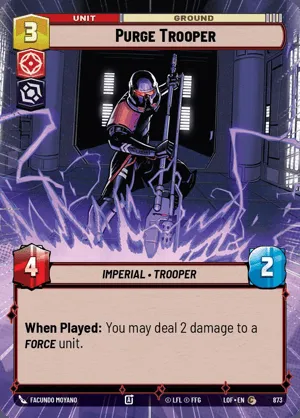 UNIT GROUND
3 PURGE TROOPER
4 IMPERIAL • TROOPER 2
When Played: You may deal 2 damage to a
FORCE unit.
FACUNDO MOYANO © LFL © FFG LOF • EN C 873